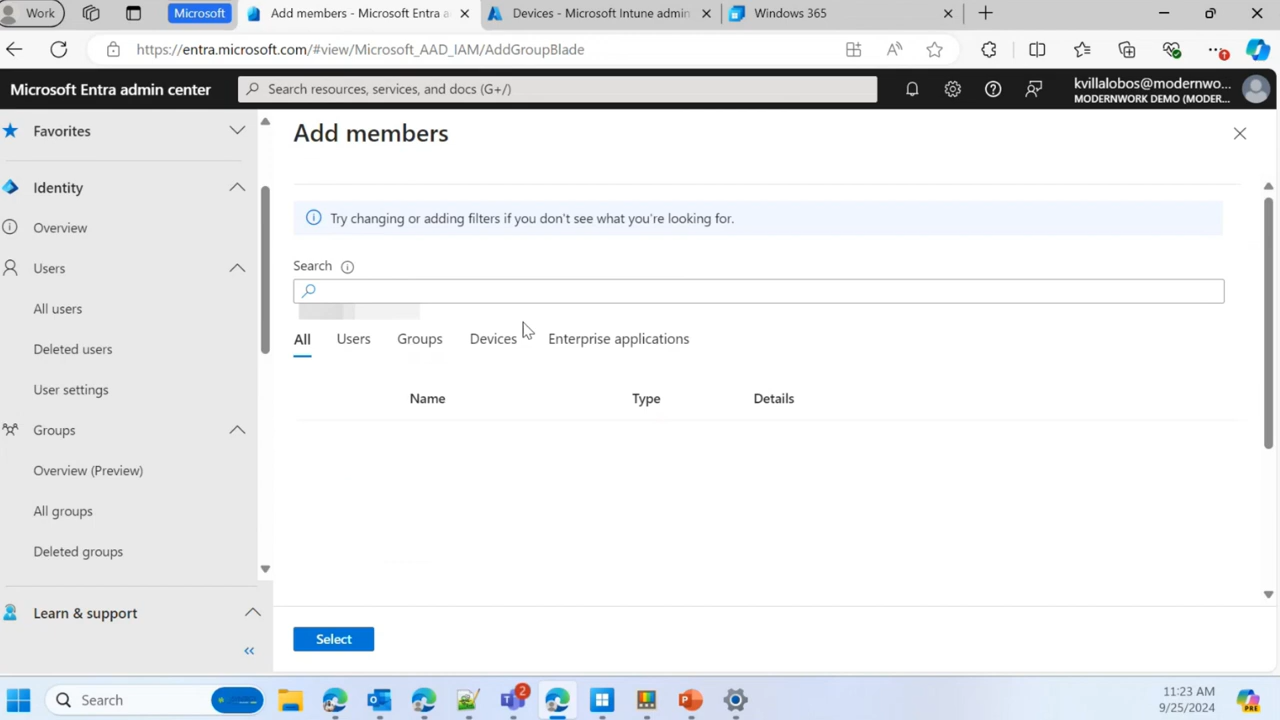 Work
Microsoft
Add members - Microsoft Entra a
Devices - Microsoft Intune admin
Windows 365
https://entra.microsoft.com/#view/Microsoft_AAD_IAM/AddGroupBlade
Microsoft Entra admin center
Search resources, services, and docs (G+/)
kvillalobos@modernwo...
MODERNWORK DEMO (MODER...
Favorites
Identity
Overview
Users
All users
Deleted users
User settings
Groups
Overview (Preview)
All groups
Deleted groups
Learn & support
Add members
Try changing or adding filters if you don't see what you're looking for.
Search
All Users Groups Devices Enterprise applications
Name Type Details
Select
Search
2
11:23 AM
9/25/2024
PRE